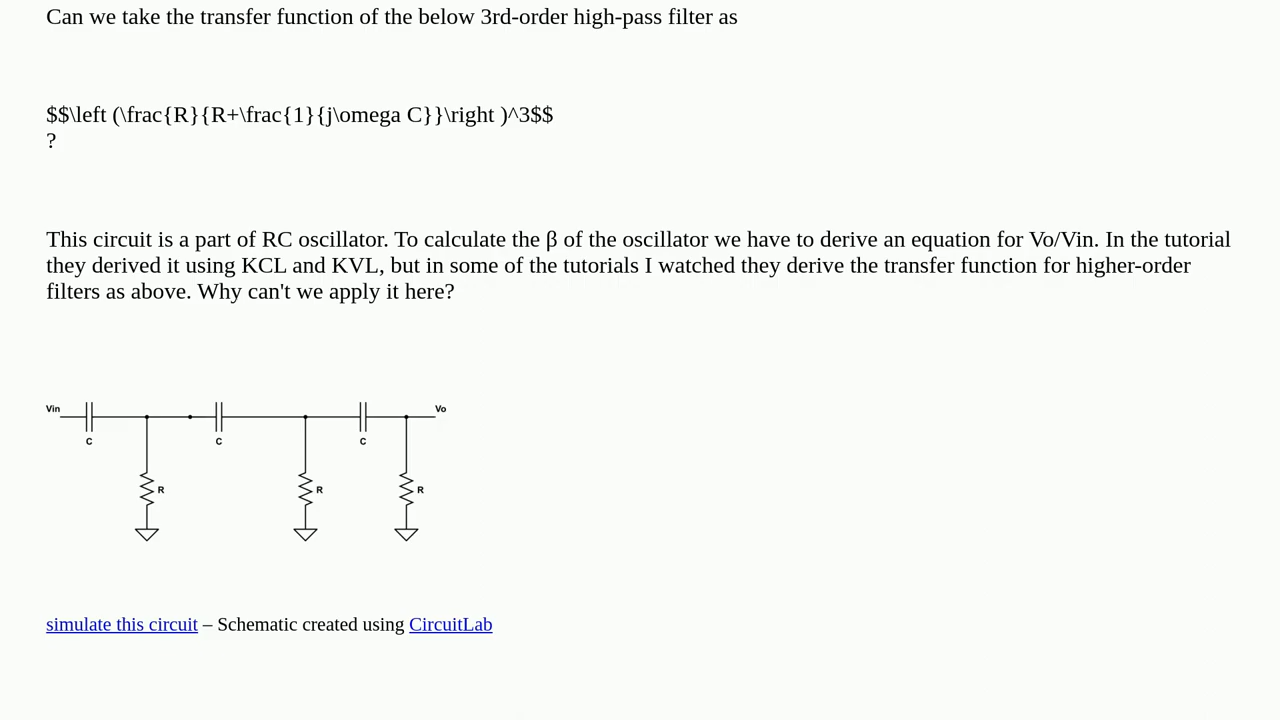 Can we take the transfer function of the below 3rd-order high-pass filter as
$$\left (\frac{R}{R+\frac{1}{j\omega C}}\right )^3$$
?
This circuit is a part of RC oscillator. To calculate the β of the oscillator we have to derive an equation for Vo/Vin. In the tutorial
they derived it using KCL and KVL, but in some of the tutorials I watched they derive the transfer function for higher-order
filters as above. Why can't we apply it here?
Vin Vo
C C C
R R R
simulate this circuit – Schematic created using CircuitLab